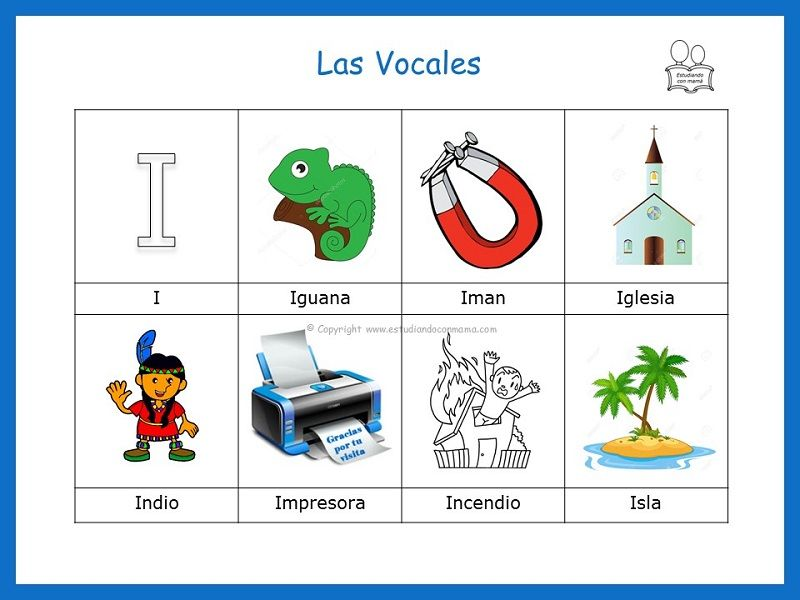 Las Vocales
Estudiando
con mamá
I
I
Iguana
Iman
Iglesia
© Copyright www.estudiandoconmama.com
Gracias
por tu
visita
Indio
Impresora
Incendio
Isla